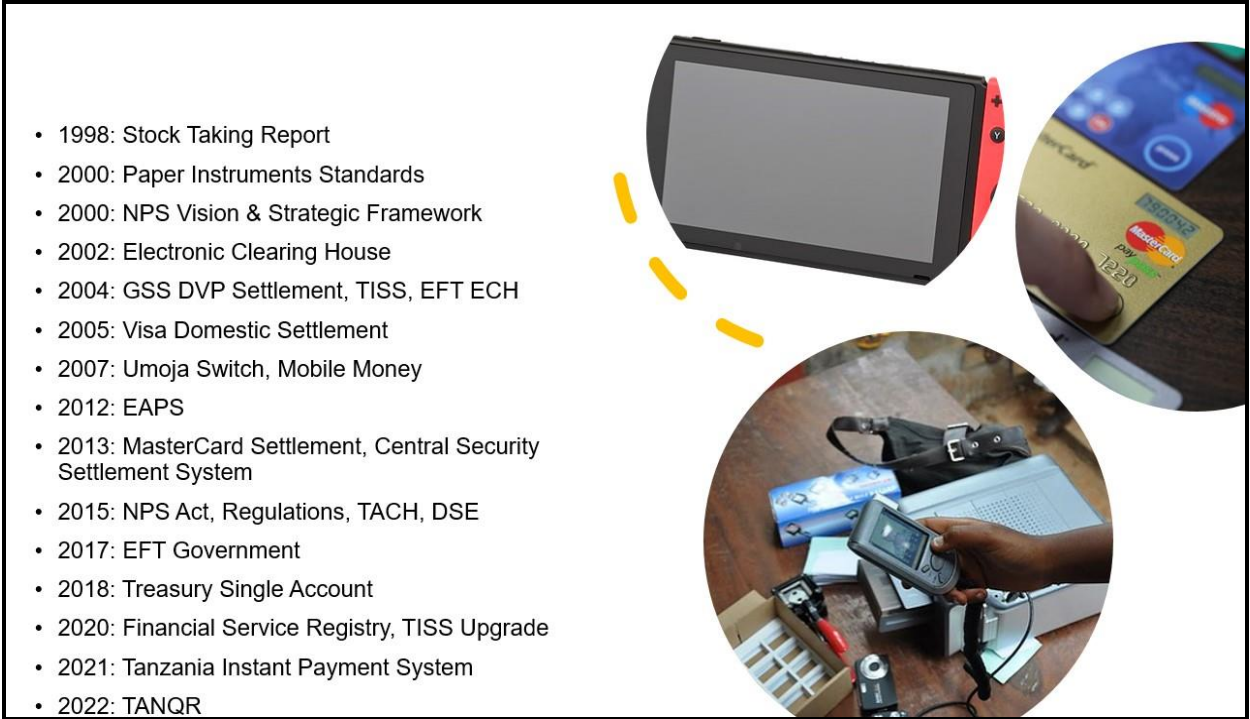 • 1998: Stock Taking Report
• 2000: Paper Instruments Standards
• 2000: NPS Vision & Strategic Framework
• 2002: Electronic Clearing House
• 2004: GSS DVP Settlement, TISS, EFT ECH
• 2005: Visa Domestic Settlement
• 2007: Umoja Switch, Mobile Money
• 2012: EAPS
• 2013: MasterCard Settlement, Central Security
Settlement System
• 2015: NPS Act, Regulations, TACH, DSE
• 2017: EFT Government
• 2018: Treasury Single Account
• 2020: Financial Service Registry, TISS Upgrade
• 2021: Tanzania Instant Payment System
• 2022: TANQR
Y
MasterCard
1220